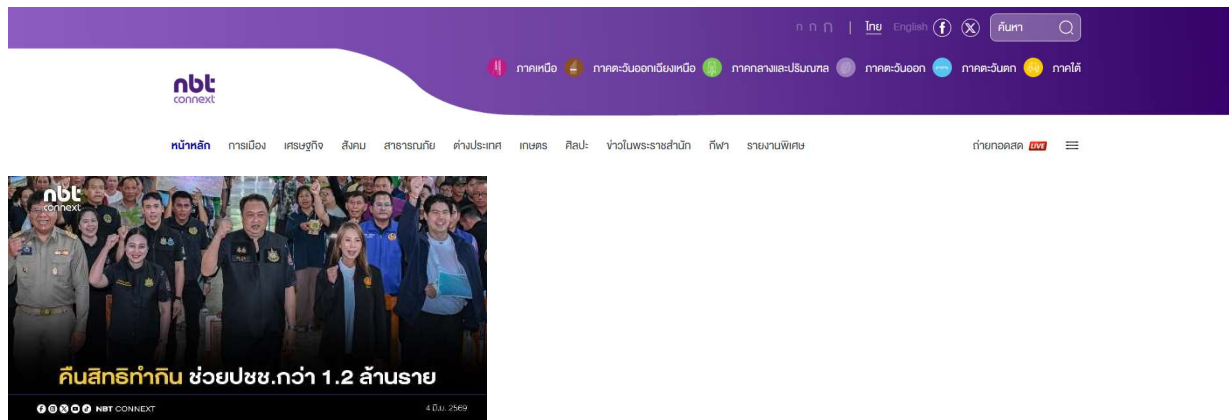 ก ก ก | ไทย English ค้นหา
nbt
connext
ภาคเหนือ ภาคตะวันออกเฉียงเหนือ ภาคกลางและปริมณฑล ภาคตะวันออก ภาคตะวันตก ภาคใต้
หน้าหลัก การเมือง เศรษฐกิจ สังคม สาธารณภัย ต่างประเทศ เกษตร ศิลปะ ข่าวในพระราชสำนัก กีฬา รายงานพิเศษ ถ่ายทอดสด LIVE
nbt
connext
คืนสิทธิทำกิน ช่วยปชช.กว่า 1.2 ล้านราย
NBT CONNEXT 4 มิ.ย. 2569